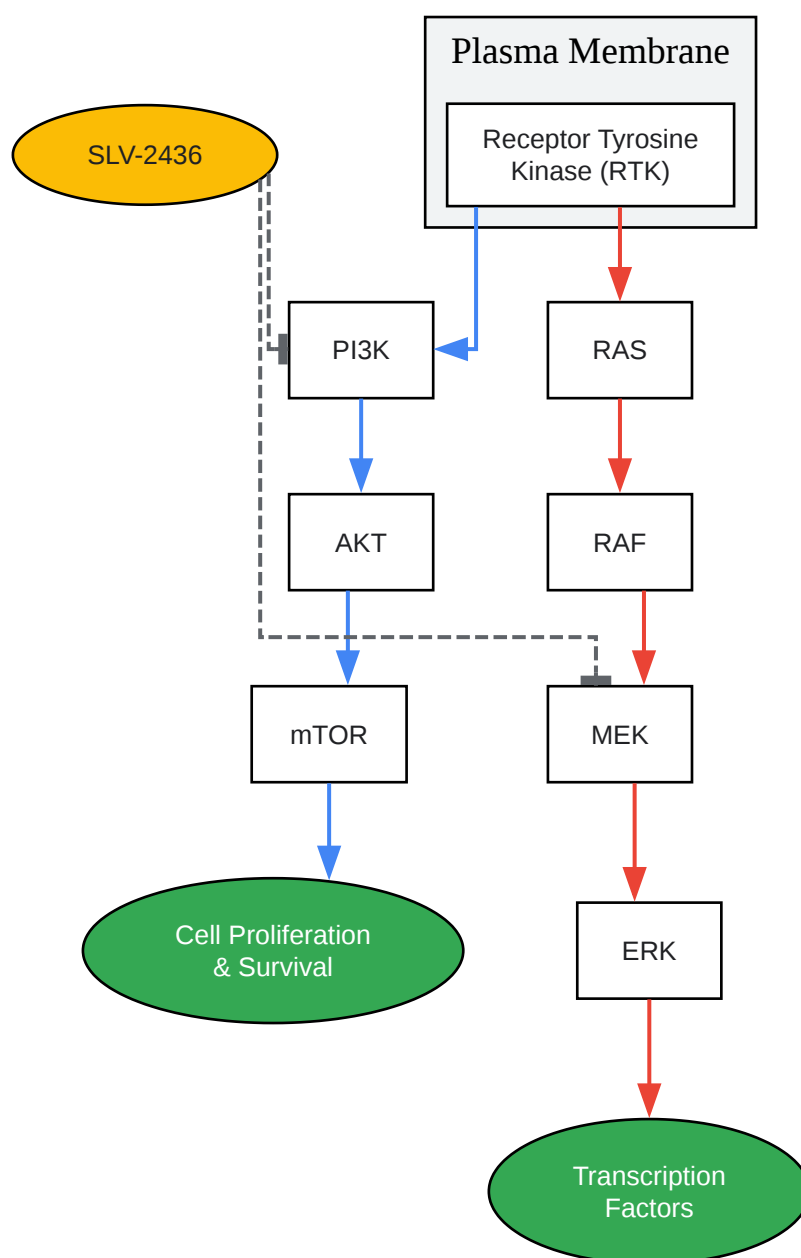 Plasma Membrane
Receptor Tyrosine
Kinase (RTK)
SLV-2436
PI3K
RAS
AKT
RAF
mTOR
MEK
Cell Proliferation
& Survival
ERK
Transcription
Factors